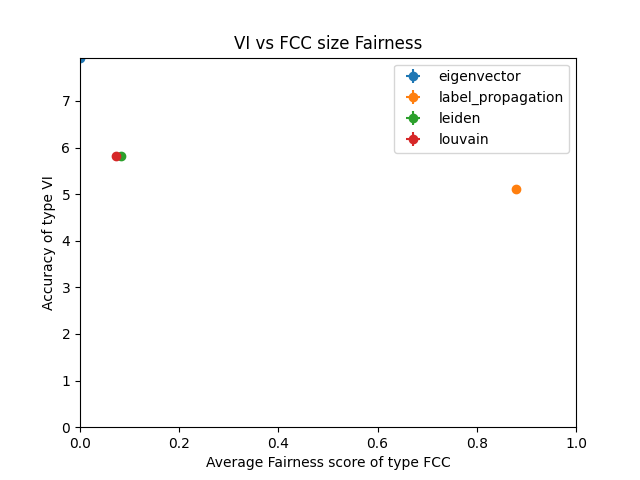 VI vs FCC size Fairness
eigenvector
label_propagation
leiden
louvain
7
6
5
4
3
2
1
0
Accuracy of type VI
0.0 0.2 0.4 0.6 0.8 1.0
Average Fairness score of type FCC